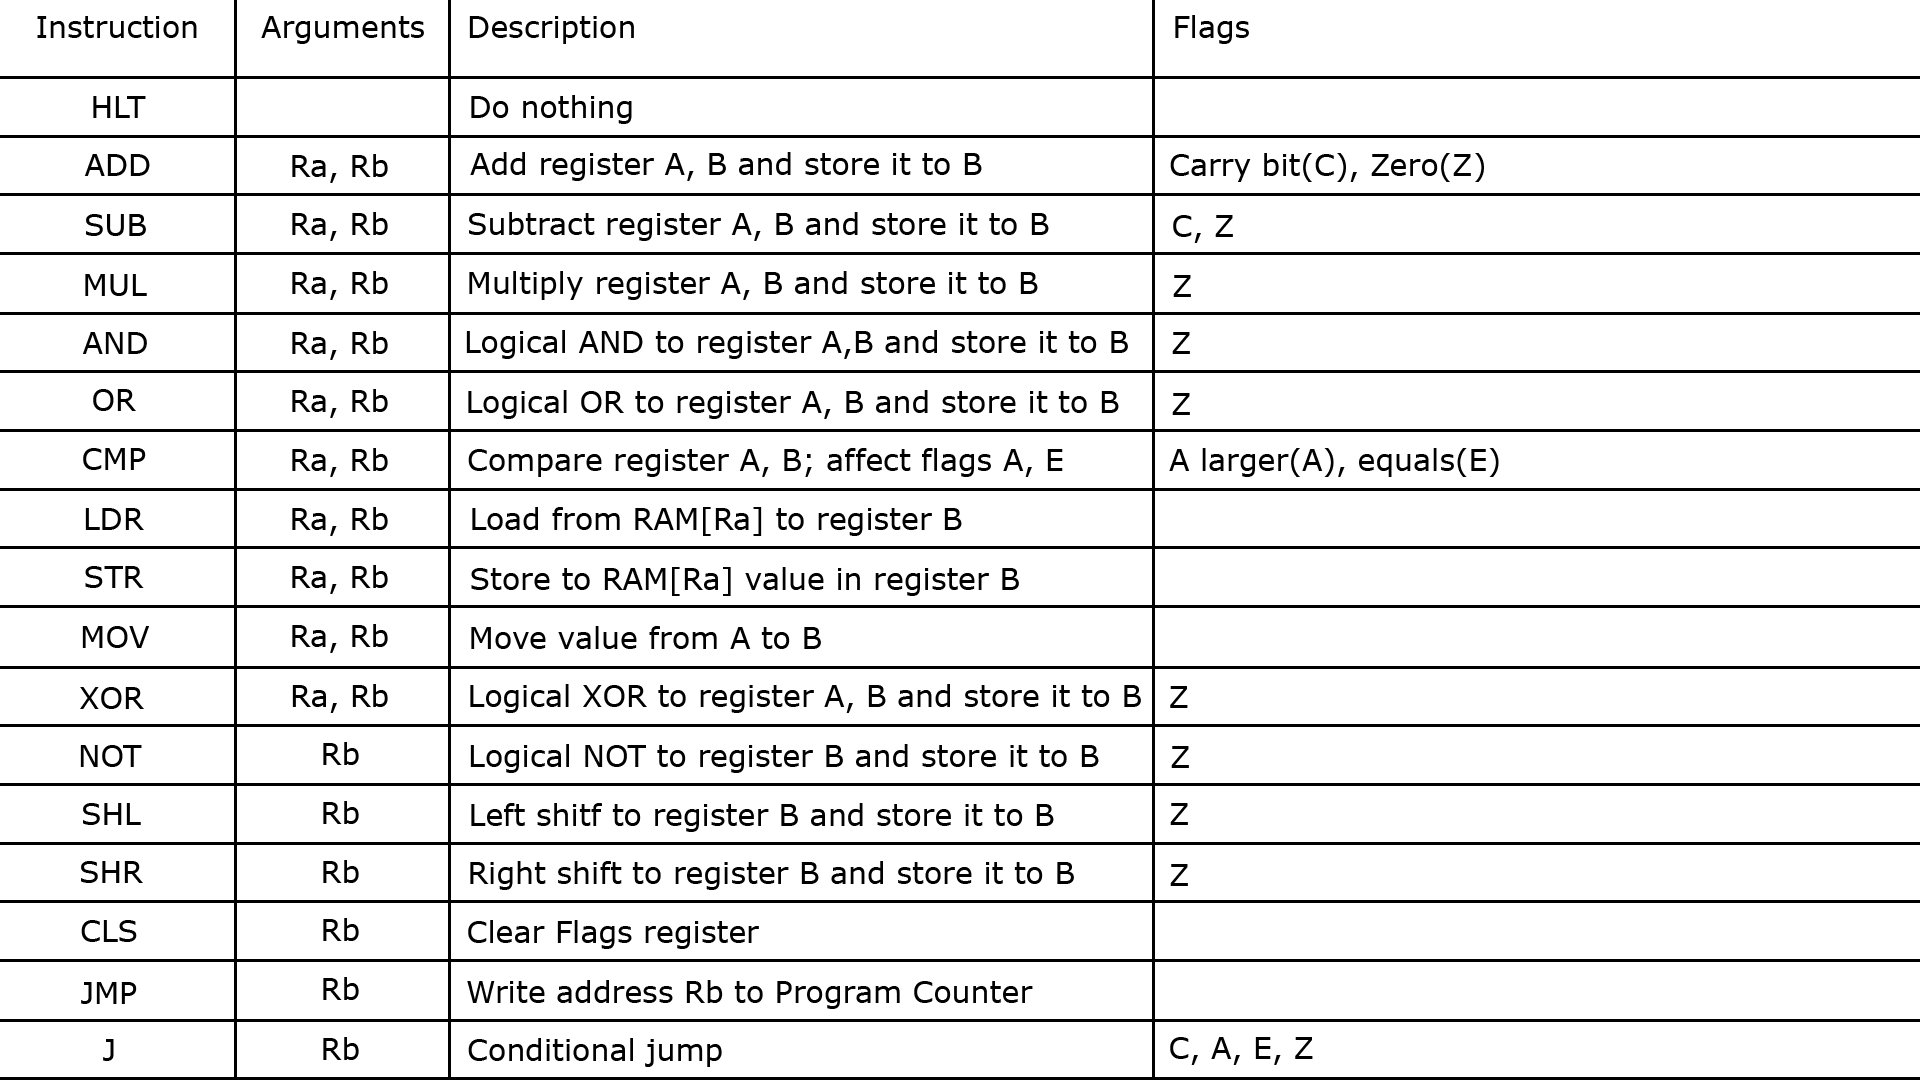 Instruction Arguments Description Flags
HLT Do nothing
ADD Ra, Rb Add register A, B and store it to B Carry bit(C), Zero(Z)
SUB Ra, Rb Subtract register A, B and store it to B C, Z
MUL Ra, Rb Multiply register A, B and store it to B Z
AND Ra, Rb Logical AND to register A,B and store it to B Z
OR Ra, Rb Logical OR to register A, B and store it to B Z
CMP Ra, Rb Compare register A, B; affect flags A, E A larger(A), equals(E)
LDR Ra, Rb Load from RAM[Ra] to register B
STR Ra, Rb Store to RAM[Ra] value in register B
MOV Ra, Rb Move value from A to B
XOR Ra, Rb Logical XOR to register A, B and store it to B Z
NOT Rb Logical NOT to register B and store it to B Z
SHL Rb Left shitf to register B and store it to B Z
SHR Rb Right shift to register B and store it to B Z
CLS Rb Clear Flags register
JMP Rb Write address Rb to Program Counter
J Rb Conditional jump C, A, E, Z